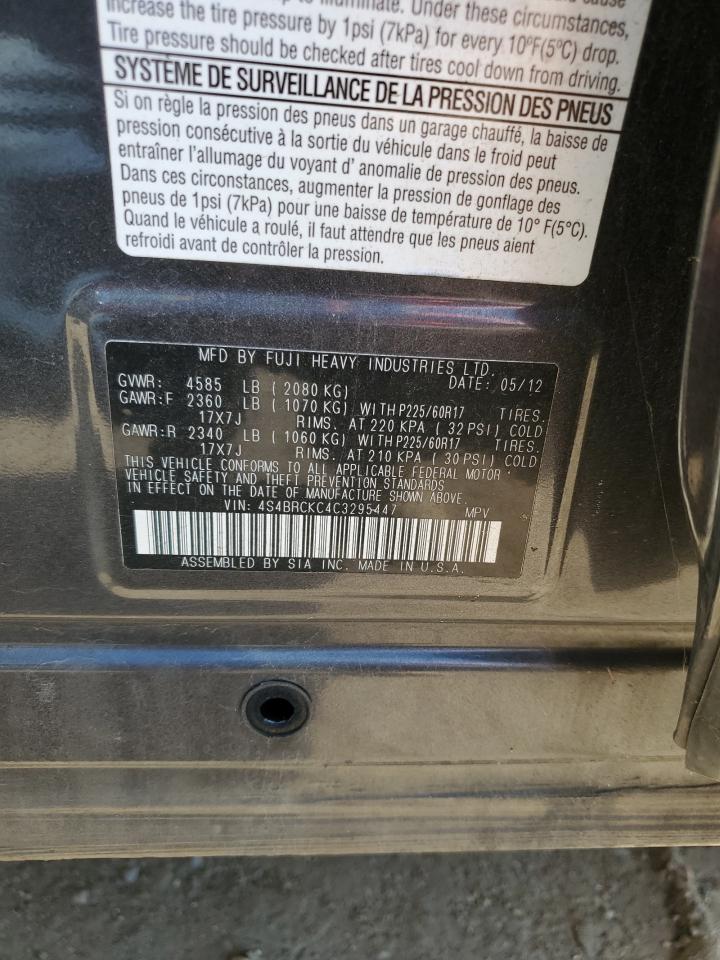 to illuminate. Under these circumstances,
increase the tire pressure by 1psi (7kPa) for every 10°F(5°C) drop.
Tire pressure should be checked after tires cool down from driving.
SYSTÈME DE SURVEILLANCE DE LA PRESSION DES PNEUS
Si on règle la pression des pneus dans un garage chauffé, la baisse de
pression consécutive à la sortie du véhicule dans le froid peut
entraîner l'allumage du voyant d' anomalie de pression des pneus.
Dans ces circonstances, augmenter la pression de gonflage des
pneus de 1psi (7kPa) pour une baisse de température de 10° F(5°C).
Quand le véhicule a roulé, il faut attendre que les pneus aient
refroidi avant de contrôler la pression.
MFD BY FUJI HEAVY INDUSTRIES LTD.
GVWR: 4585 LB (2080 KG) DATE: 05/12
GAWR:F 2360 LB (1070 KG) WITH P225/60R17 TIRES.
17X7J RIMS. AT 220 KPA (32 PSI) COLD
GAWR:R 2340 LB (1060 KG) WITH P225/60R17 TIRES.
17X7J RIMS. AT 210 KPA (30 PSI) COLD
THIS VEHICLE CONFORMS TO ALL APPLICABLE FEDERAL MOTOR
VEHICLE SAFETY AND THEFT PREVENTION STANDARDS
IN EFFECT ON THE DATE OF MANUFACTURE SHOWN ABOVE.
VIN: 4S4BRCKC4C3295447 MPV
ASSEMBLED BY SIA INC. MADE IN U.S.A.